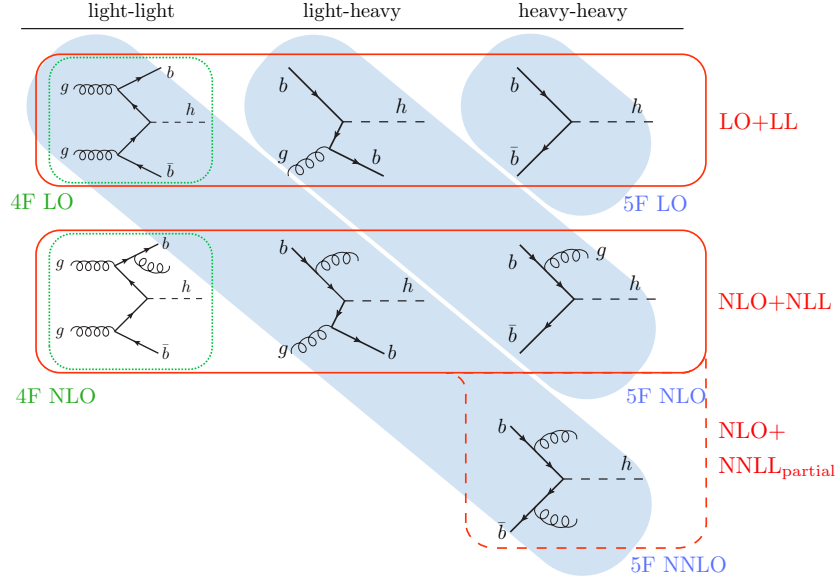 light-light light-heavy heavy-heavy
g b h g b̄
b h g b
b h b̄
LO+LL
4F LO
5F LO
g b h g b̄
b h g b
b g h b̄
NLO+NLL
4F NLO
5F NLO
b h b̄
NLO+
NNLLpartial
5F NNLO